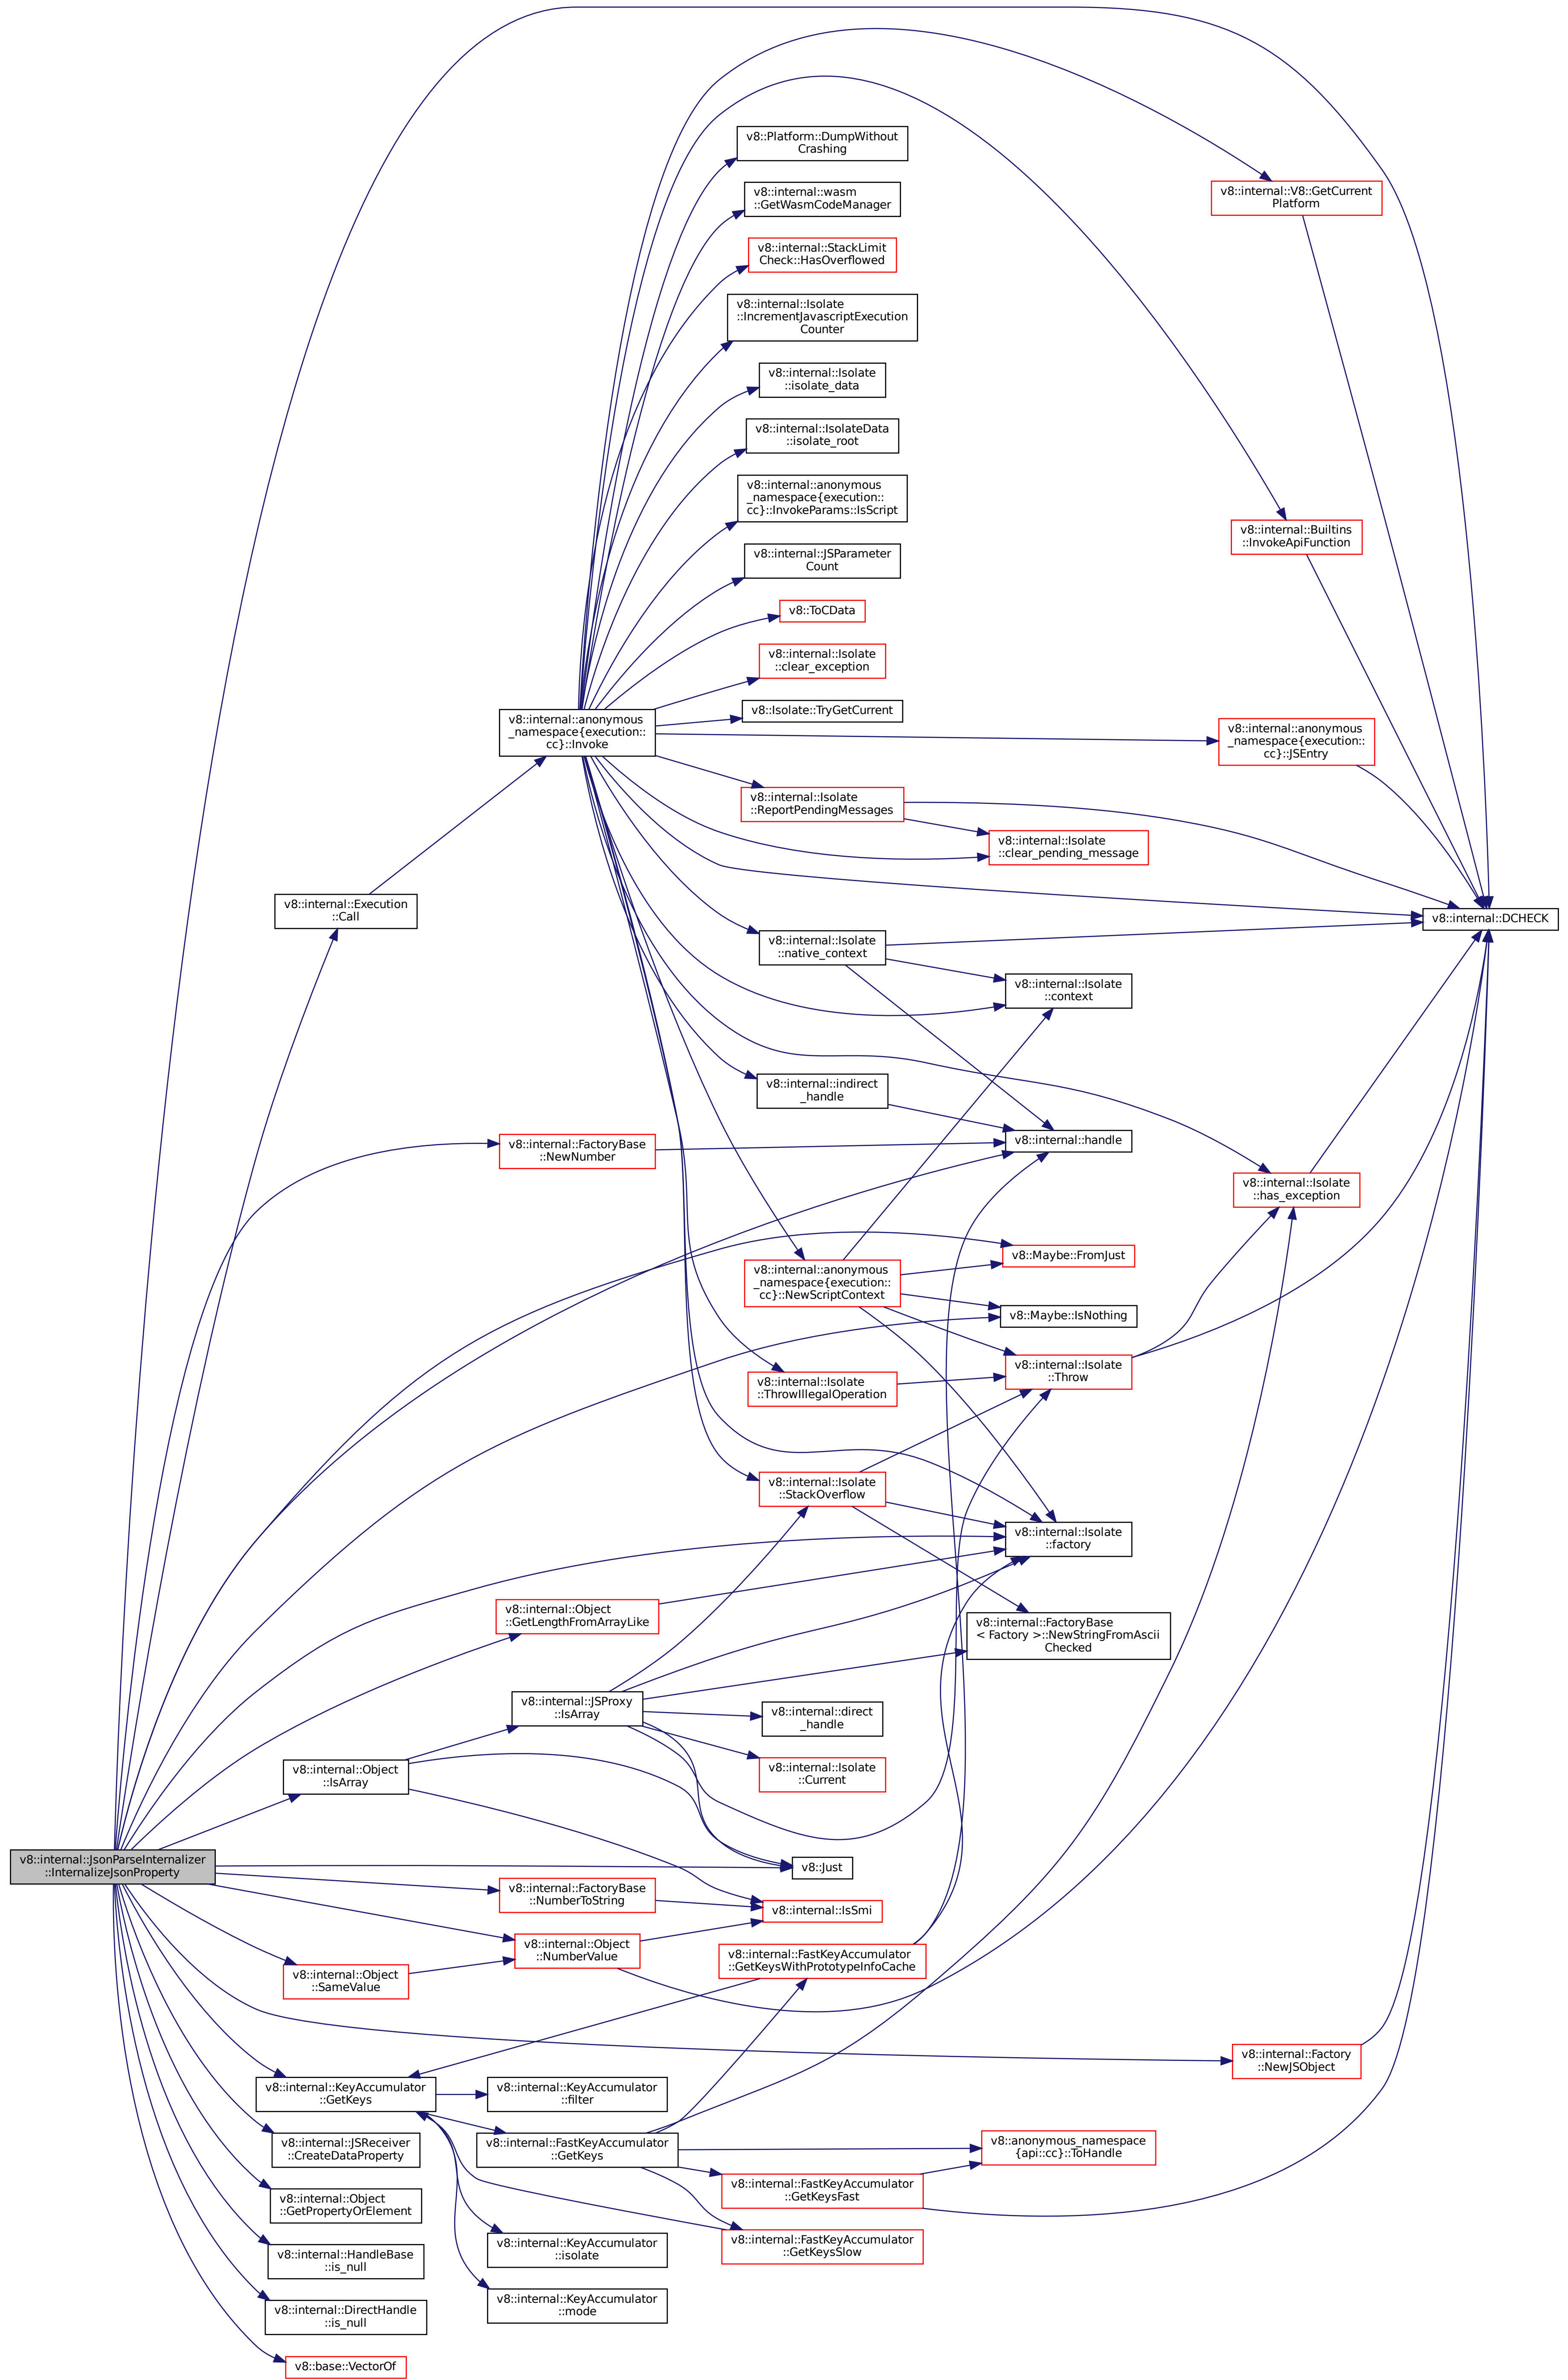 v8::Platform::DumpWithout
Crashing
v8::internal::V8::GetCurrent
Platform
v8::internal::wasm
::GetWasmCodeManager
v8::internal::StackLimit
Check::HasOverflowed
v8::internal::Isolate
::IncrementJavascriptExecution
Counter
v8::internal::Isolate
::isolate_data
v8::internal::IsolateData
::isolate_root
v8::internal::anonymous
_namespace{execution::
cc}::InvokeParams::IsScript
v8::internal::Builtins
::InvokeApiFunction
v8::internal::JSParameter
Count
v8::ToCData
v8::internal::Isolate
::clear_exception
v8::Isolate::TryGetCurrent
v8::internal::anonymous
_namespace{execution::
cc}::Invoke
v8::internal::anonymous
_namespace{execution::
cc}::JSEntry
v8::internal::Isolate
::ReportPendingMessages
v8::internal::Isolate
::clear_pending_message
v8::internal::Execution
::Call
v8::internal::DCHECK
v8::internal::Isolate
::native_context
v8::internal::Isolate
::context
v8::internal::indirect
_handle
v8::internal::handle
v8::internal::FactoryBase
::NewNumber
v8::internal::Isolate
::has_exception
v8::Maybe::FromJust
v8::internal::anonymous
_namespace{execution::
cc}::NewScriptContext
v8::Maybe::IsNothing
v8::internal::Isolate
::Throw
v8::internal::Isolate
::ThrowIllegalOperation
v8::internal::Isolate
::StackOverflow
v8::internal::Isolate
::factory
v8::internal::Object
::GetLengthFromArrayLike
v8::internal::FactoryBase
< Factory >::NewStringFromAscii
Checked
v8::internal::JSProxy
::IsArray
v8::internal::direct
_handle
v8::internal::Object
::IsArray
v8::internal::Isolate
::Current
v8::internal::JsonParseInternalizer
::InternalizeJsonProperty
v8::Just
v8::internal::FactoryBase
::NumberToString
v8::internal::IsSmi
v8::internal::Object
::NumberValue
v8::internal::FastKeyAccumulator
::GetKeysWithPrototypeInfoCache
v8::internal::Object
::SameValue
v8::internal::Factory
::NewJSObject
v8::internal::KeyAccumulator
::GetKeys
v8::internal::KeyAccumulator
::filter
v8::internal::JSReceiver
::CreateDataProperty
v8::internal::FastKeyAccumulator
::GetKeys
v8::anonymous_namespace
{api::cc}::ToHandle
v8::internal::FastKeyAccumulator
::GetKeysFast
v8::internal::Object
::GetPropertyOrElement
v8::internal::FastKeyAccumulator
::GetKeysSlow
v8::internal::KeyAccumulator
::isolate
v8::internal::HandleBase
::is_null
v8::internal::KeyAccumulator
::mode
v8::internal::DirectHandle
::is_null
v8::base::VectorOf